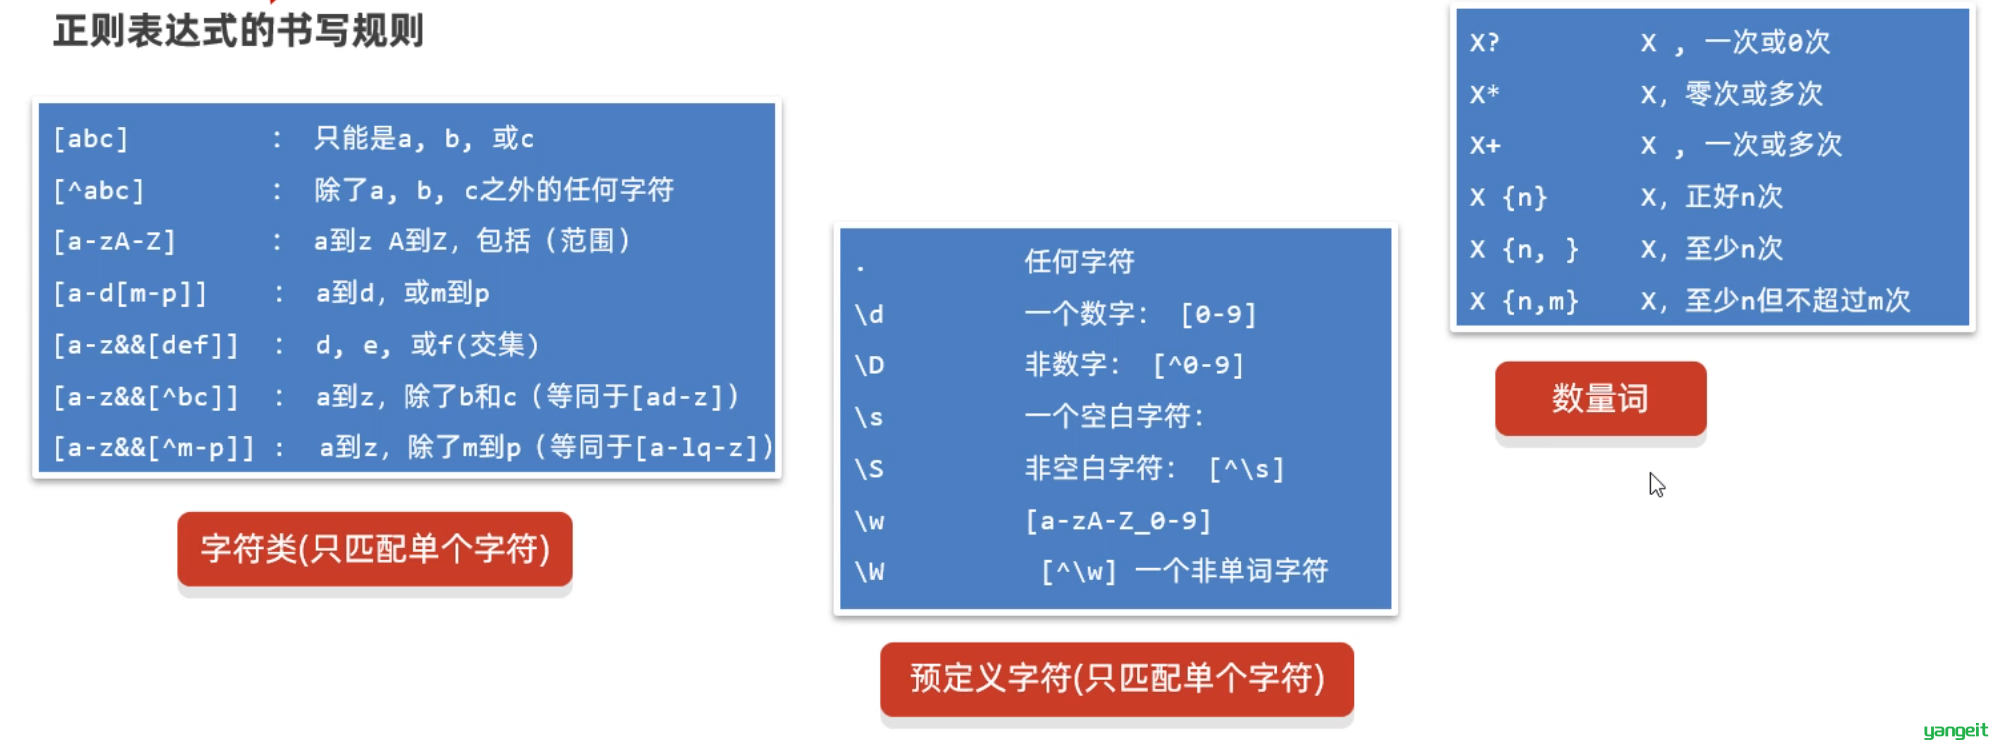 正则表达式的书写规则
[abc] : 只能是a, b, 或c
[^abc] : 除了a, b, c之外的任何字符
[a-zA-Z] : a到z A到Z, 包括（范围）
[a-d[m-p]] : a到d, 或m到p
[a-z&&[def]] : d, e, 或f(交集)
[a-z&&[^bc]] : a到z, 除了b和c（等同于[ad-z]）
[a-z&&[^m-p]] : a到z, 除了m到p（等同于[a-lq-z]）
字符类(只匹配单个字符)
. 任何字符
\d 一个数字: [0-9]
\D 非数字: [^0-9]
\s 一个空白字符:
\S 非空白字符: [^\s]
\w [a-zA-Z_0-9]
\W [^\w] 一个非单词字符
预定义字符(只匹配单个字符)
X? X , 一次或0次
X* X, 零次或多次
X+ X , 一次或多次
X {n} X, 正好n次
X {n, } X, 至少n次
X {n,m} X, 至少n但不超过m次
数量词
yangeit